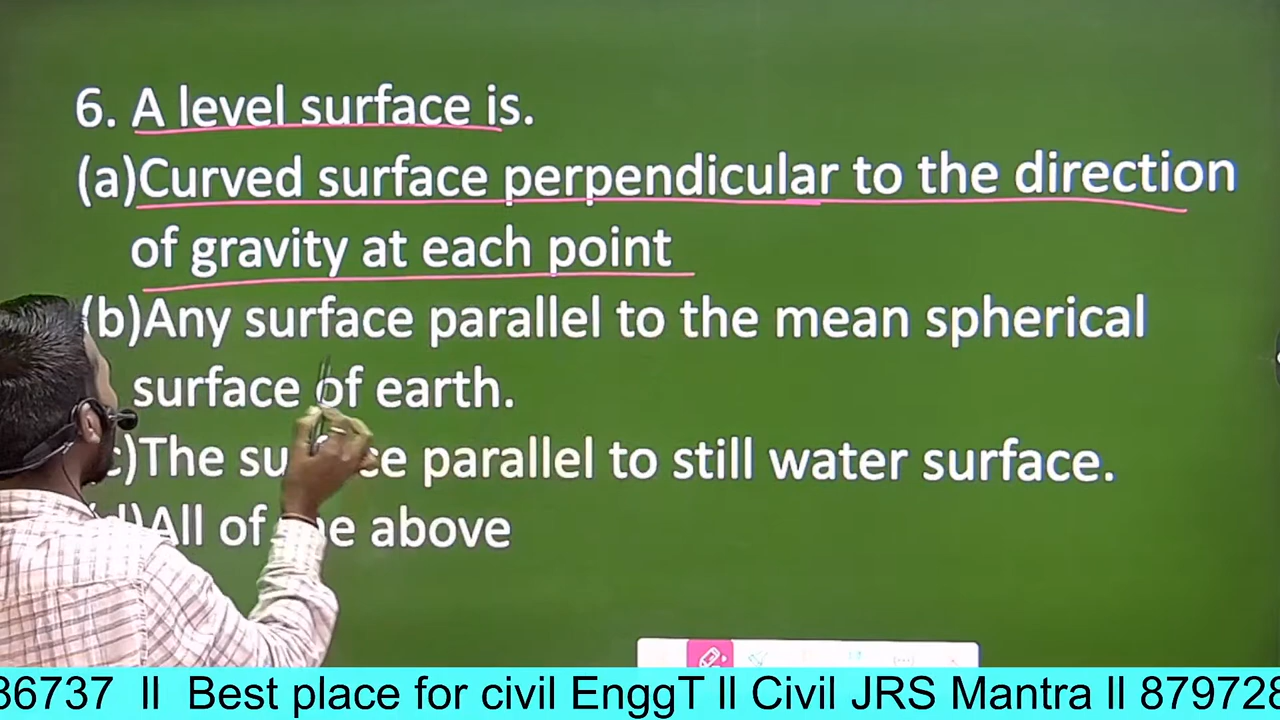 6. A level surface is.
(a)Curved surface perpendicular to the direction
of gravity at each point
(b)Any surface parallel to the mean spherical
surface of earth.
c)The surface parallel to still water surface.
(d)All of the above
36737 ll Best place for civil EnggT ll Civil JRS Mantra ll 879728